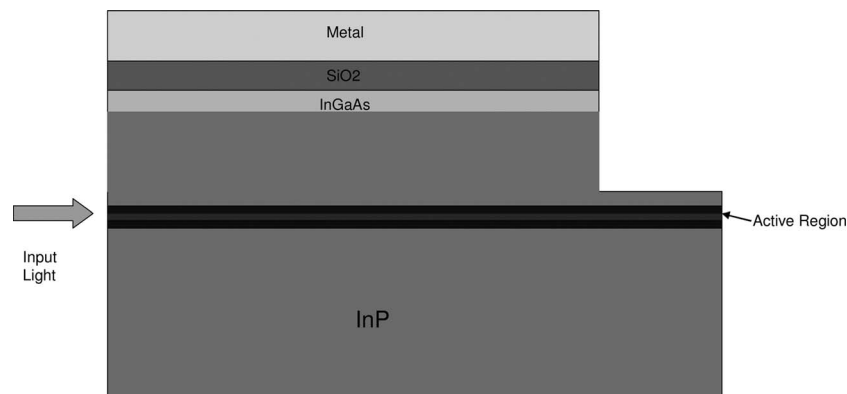 Metal
SiO2
InGaAs
Active Region
Input
Light
InP